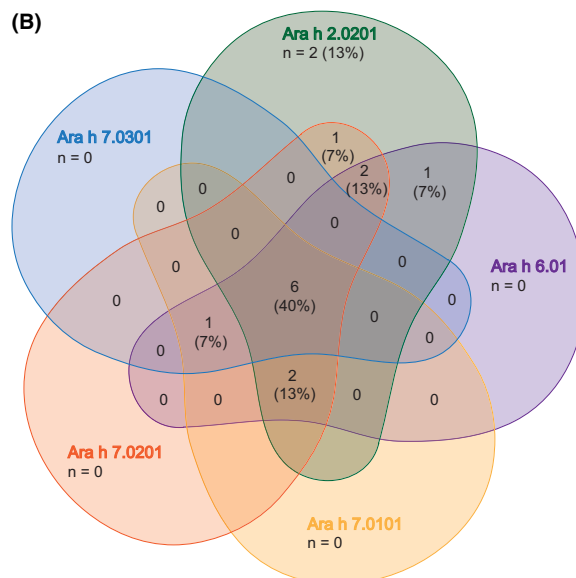 (B)
Ara h 2.0201
n = 2 (13%)
Ara h 7.0301
n = 0
1
(7%)
2
(13%)
1
(7%)
0
0
0
0
0
0
0
Ara h 6.01
n = 0
0
6
(40%)
0
0
0
1
(7%)
0
0
2
(13%)
0
0
0
0
Ara h 7.0201
n = 0
Ara h 7.0101
n = 0